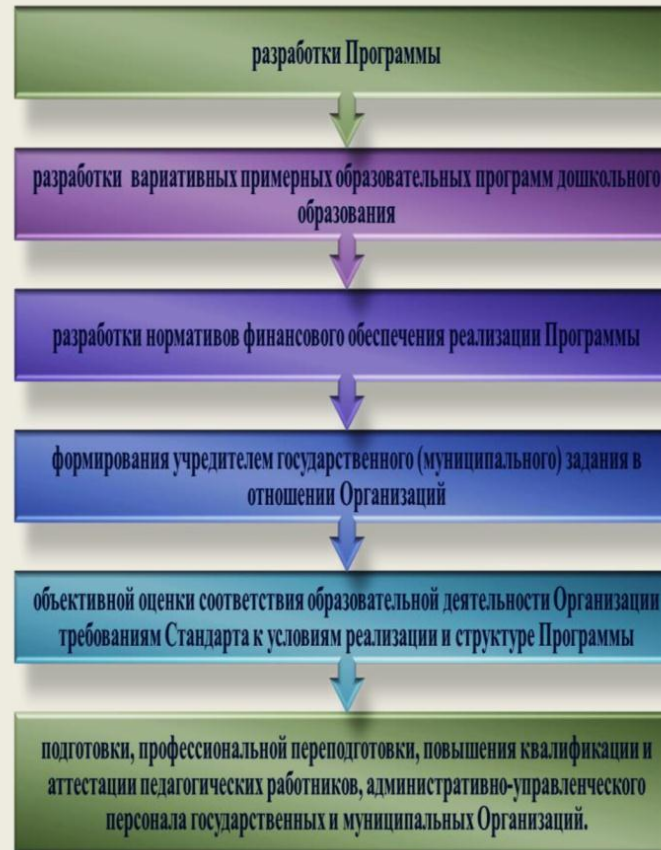 разработки Программы
разработки вариативных примерных образовательных программ дошкольного
образования
разработки нормативов финансового обеспечения реализации Программы
формирования учредителем государственного (муниципального) задания в
отношении Организаций
объективной оценки соответствия образовательной деятельности Организации
требованиям Стандарта к условиям реализации и структуре Программы
подготовки, профессиональной переподготовки, повышения квалификации и
аттестации педагогических работников, административно-управленческого
персонала государственных и муниципальных Организаций.